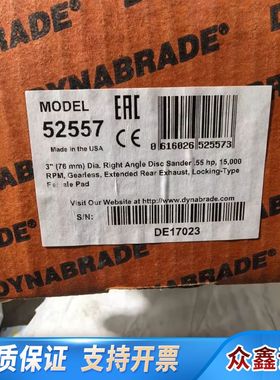 DYNABRADE
MODEL
52557
Made in the USA
EAC
CE
0 616026 525573
3" (76 mm) Dia. Right Angle Disc Sander .55 hp, 15,000
RPM, Gearless, Extended Rear Exhaust, Locking-Type
Female Pad
Visit Our Website at http://www.dynabrade.com
S/N:
DE17023
DYNABRADE
质保证
支持开票
众鑫